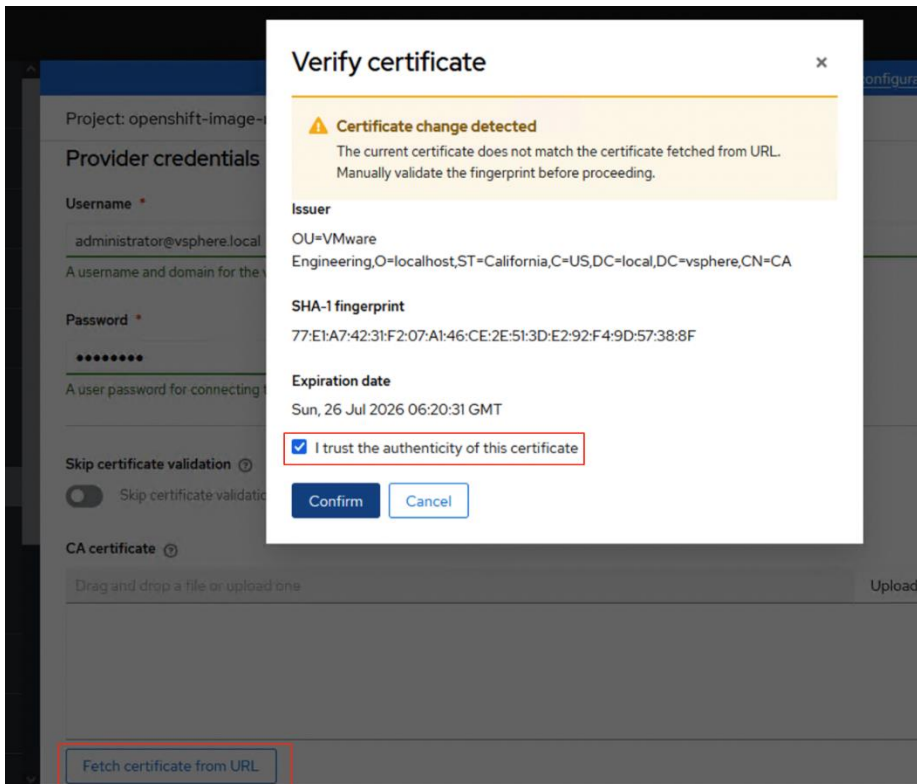 Verify certificate
onfigura
Certificate change detected
The current certificate does not match the certificate fetched from URL.
Manually validate the fingerprint before proceeding.
Issuer
OU=VMware
Engineering,O=localhost,ST=California,C=US,DC=local,DC=vsphere,CN=CA
SHA-1 fingerprint
77:E1:A7:42:31:F2:07:A1:46:CE:2E:51:3D:E2:92:F4:9D:57:38:8F
Expiration date
Sun, 26 Jul 2026 06:20:31 GMT
I trust the authenticity of this certificate
Confirm Cancel
Project: openshift-image-
Provider credentials
Username *
administrator@vsphere.local
A username and domain for the
Password *
A user password for connecting
Skip certificate validation
Skip certificate validatio
CA certificate
Drag and drop a file or upload one
Upload
Fetch certificate from URL